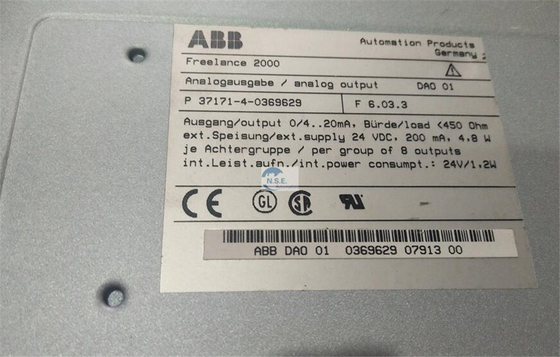 ABB
Automation Products
Germany
Freelance 2000
Analogausgabe / analog output DAO 01
P 37171-4-0369629 F 6.03.3
Ausgang/output 0/4..20mA, Bürde/load <450 Ohm
ext.Speisung/ext.supply 24 VDC, 200 mA, 4.8 W
je Achtergruppe / per group of 8 outputs
int.Leist.aufn./int.power consumpt.: 24V/1,2W
N.S.E.
CE GL
ABB DAO 01 0369629 07913 00